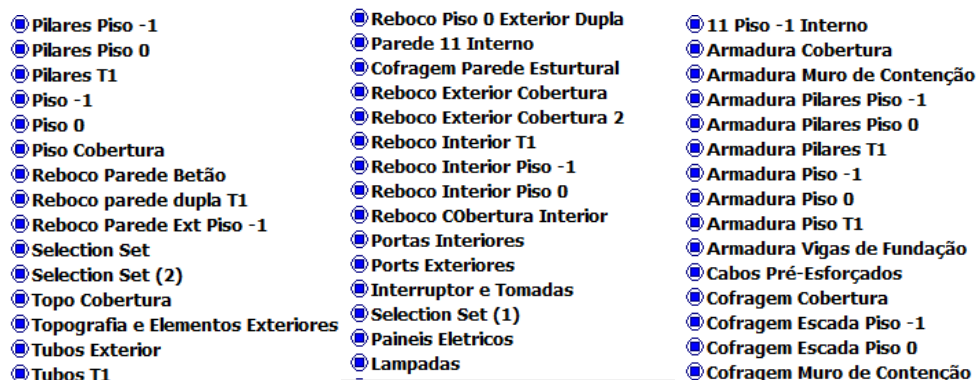 Pilares Piso -1
Pilares Piso 0
Pilares T1
Piso -1
Piso 0
Piso Cobertura
Reboco Parede Betão
Reboco parede dupla T1
Reboco Parede Ext Piso -1
Selection Set
Selection Set (2)
Topo Cobertura
Topografia e Elementos Exteriores
Tubos Exterior
Tubos T1
Reboco Piso 0 Exterior Dupla
Parede 11 Interno
Cofragem Parede Esturtural
Reboco Exterior Cobertura
Reboco Exterior Cobertura 2
Reboco Interior T1
Reboco Interior Piso -1
Reboco Interior Piso 0
Reboco CObertura Interior
Portas Interiores
Ports Exteriores
Interruptor e Tomadas
Selection Set (1)
Paineis Eletricos
Lampadas
11 Piso -1 Interno
Armadura Cobertura
Armadura Muro de Contenção
Armadura Pilares Piso -1
Armadura Pilares Piso 0
Armadura Pilares T1
Armadura Piso -1
Armadura Piso 0
Armadura Piso T1
Armadura Vigas de Fundação
Cabos Pré-Esforçados
Cofragem Cobertura
Cofragem Escada Piso -1
Cofragem Escada Piso 0
Cofragem Muro de Contenção